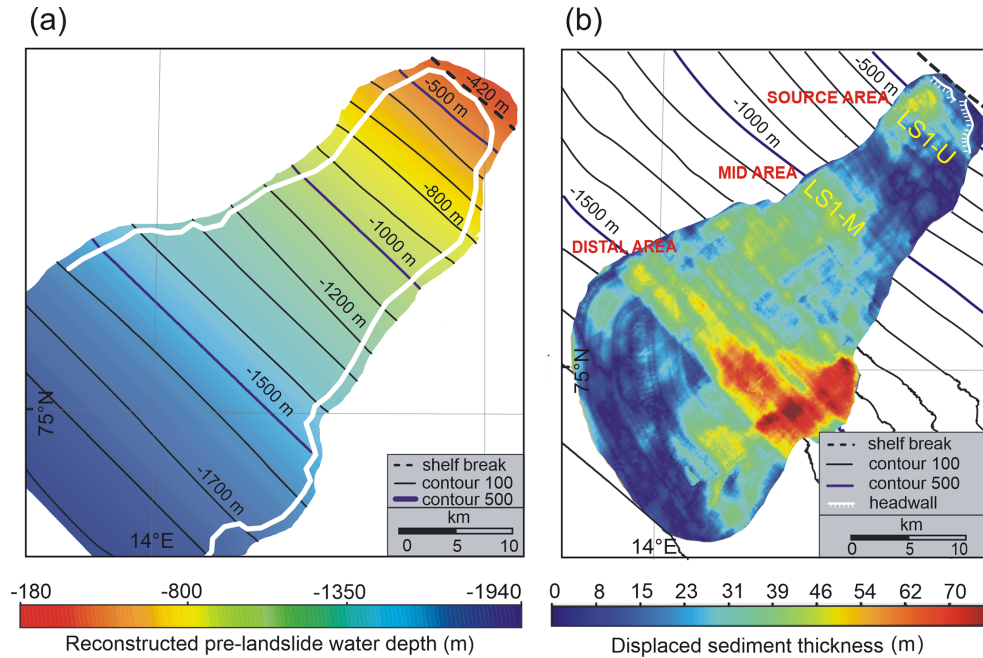 (a)
-420 m
-500 m
-800 m
-1000 m
-1200 m
-1500 m
-1700 m
75°N
14°E
shelf break
contour 100
contour 500
km
0 5 10
-180 -800 -1350 -1940
Reconstructed pre-landslide water depth (m)
(b)
-500 m
SOURCE AREA
LS1-U
-1000 m
MID AREA
LS1-M
-1500 m
DISTAL AREA
75°N
14°E
shelf break
contour 100
contour 500
headwall
km
0 5 10
0 8 15 23 31 39 46 54 62 70
Displaced sediment thickness (m)